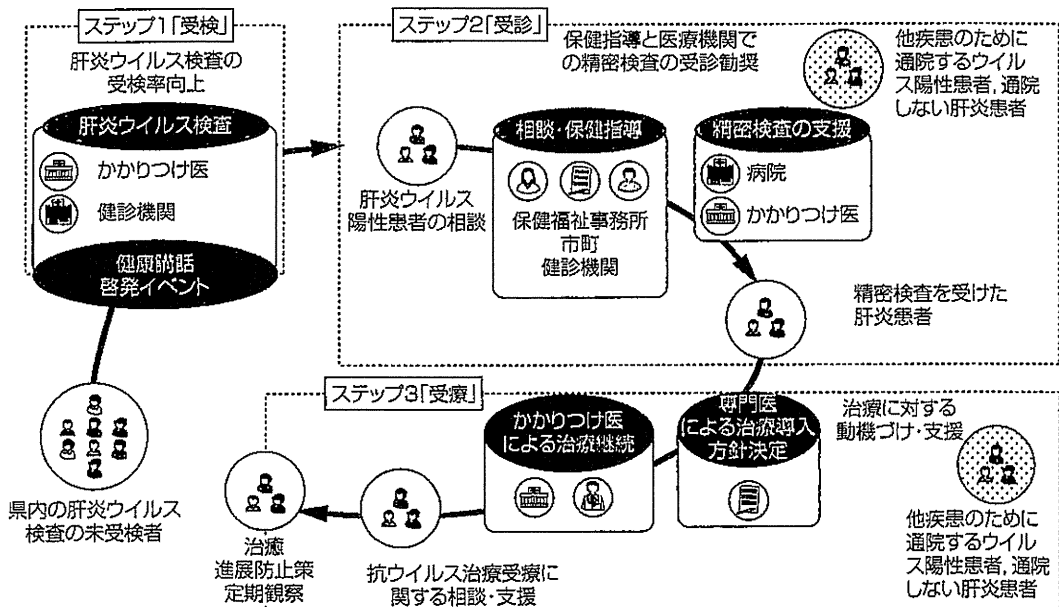 ステップ1「受検」
肝炎ウイルス検査の
受検率向上
肝炎ウイルス検査
かかりつけ医
健診機関
健康講話
啓発イベント
県内の肝炎ウイルス
検査の未受検者
ステップ2「受診」
保健指導と医療機関で
の精密検査の受診勧奨
他疾患のために
通院するウイル
ス陽性患者,通院
しない肝炎患者
肝炎ウイルス
陽性患者の相談
相談・保健指導
保健福祉事務所
市町
健診機関
精密検査の支援
病院
かかりつけ医
精密検査を受けた
肝炎患者
ステップ3「受療」
専門医
による治療導入
方針決定
治療に対する
動機づけ・支援
かかりつけ医
による治療継続
他疾患のために
通院するウイル
ス陽性患者,通院
しない肝炎患者
抗ウイルス治療受療に
関する相談・支援
治癒
進展防止策
定期観察